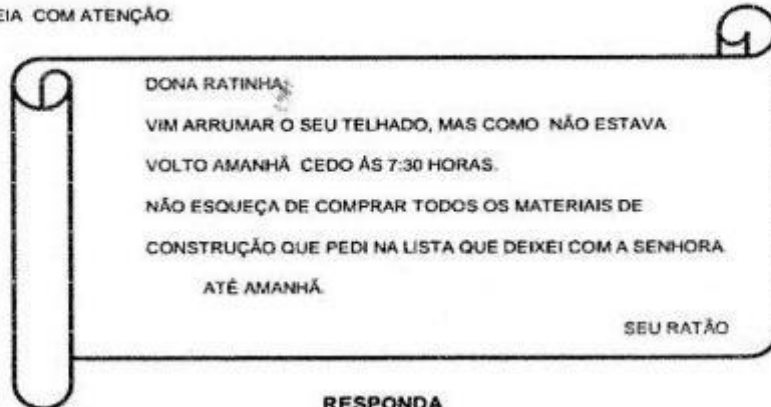 EIA COM ATENÇÃO:
DONA RATINHA:
VIM ARRUMAR O SEU TELHADO, MAS COMO NÃO ESTAVA
VOLTO AMANHÃ CEDO ÀS 7:30 HORAS.
NÃO ESQUEÇA DE COMPRAR TODOS OS MATERIAIS DE
CONSTRUÇÃO QUE PEDI NA LISTA QUE DEIXEI COM A SENHORA
ATÉ AMANHÃ.
SEU RATÃO
RESPONDA